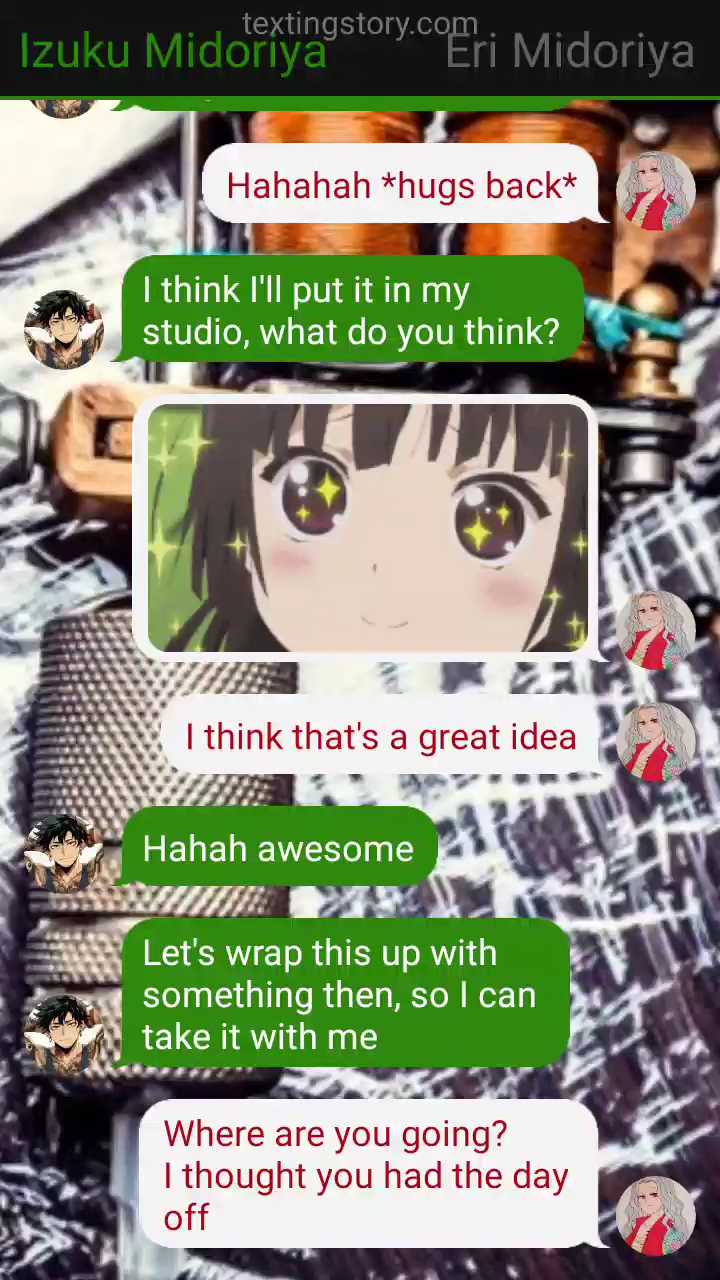 textingstory.com
Izuku Midoriya
Eri Midoriya
Hahahah *hugs back*
I think I'll put it in my
studio, what do you think?
I think that's a great idea
Hahah awesome
Let's wrap this up with
something then, so I can
take it with me
Where are you going?
I thought you had the day
off